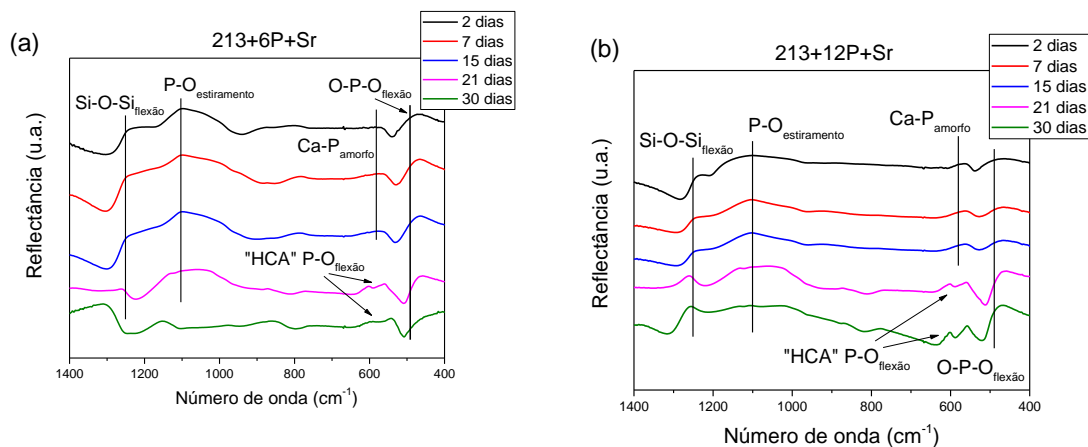 (a)
213+6P+Sr
2 dias
7 dias
15 dias
21 dias
30 dias
P-Oestiramento
O-P-Oflexão
Si-O-Siflexão
Ca-Pamorfo
"HCA" P-Oflexão
Reflectância (u.a.)
1400 1200 1000 800 600 400
Número de onda (cm-1)
(b)
213+12P+Sr
2 dias
7 dias
15 dias
21 dias
30 dias
Ca-Pamorfo
Si-O-Siflexão
P-Oestiramento
"HCA" P-Oflexão
O-P-Oflexão
Reflectância (u.a.)
1400 1200 1000 800 600 400
Número de onda (cm-1)